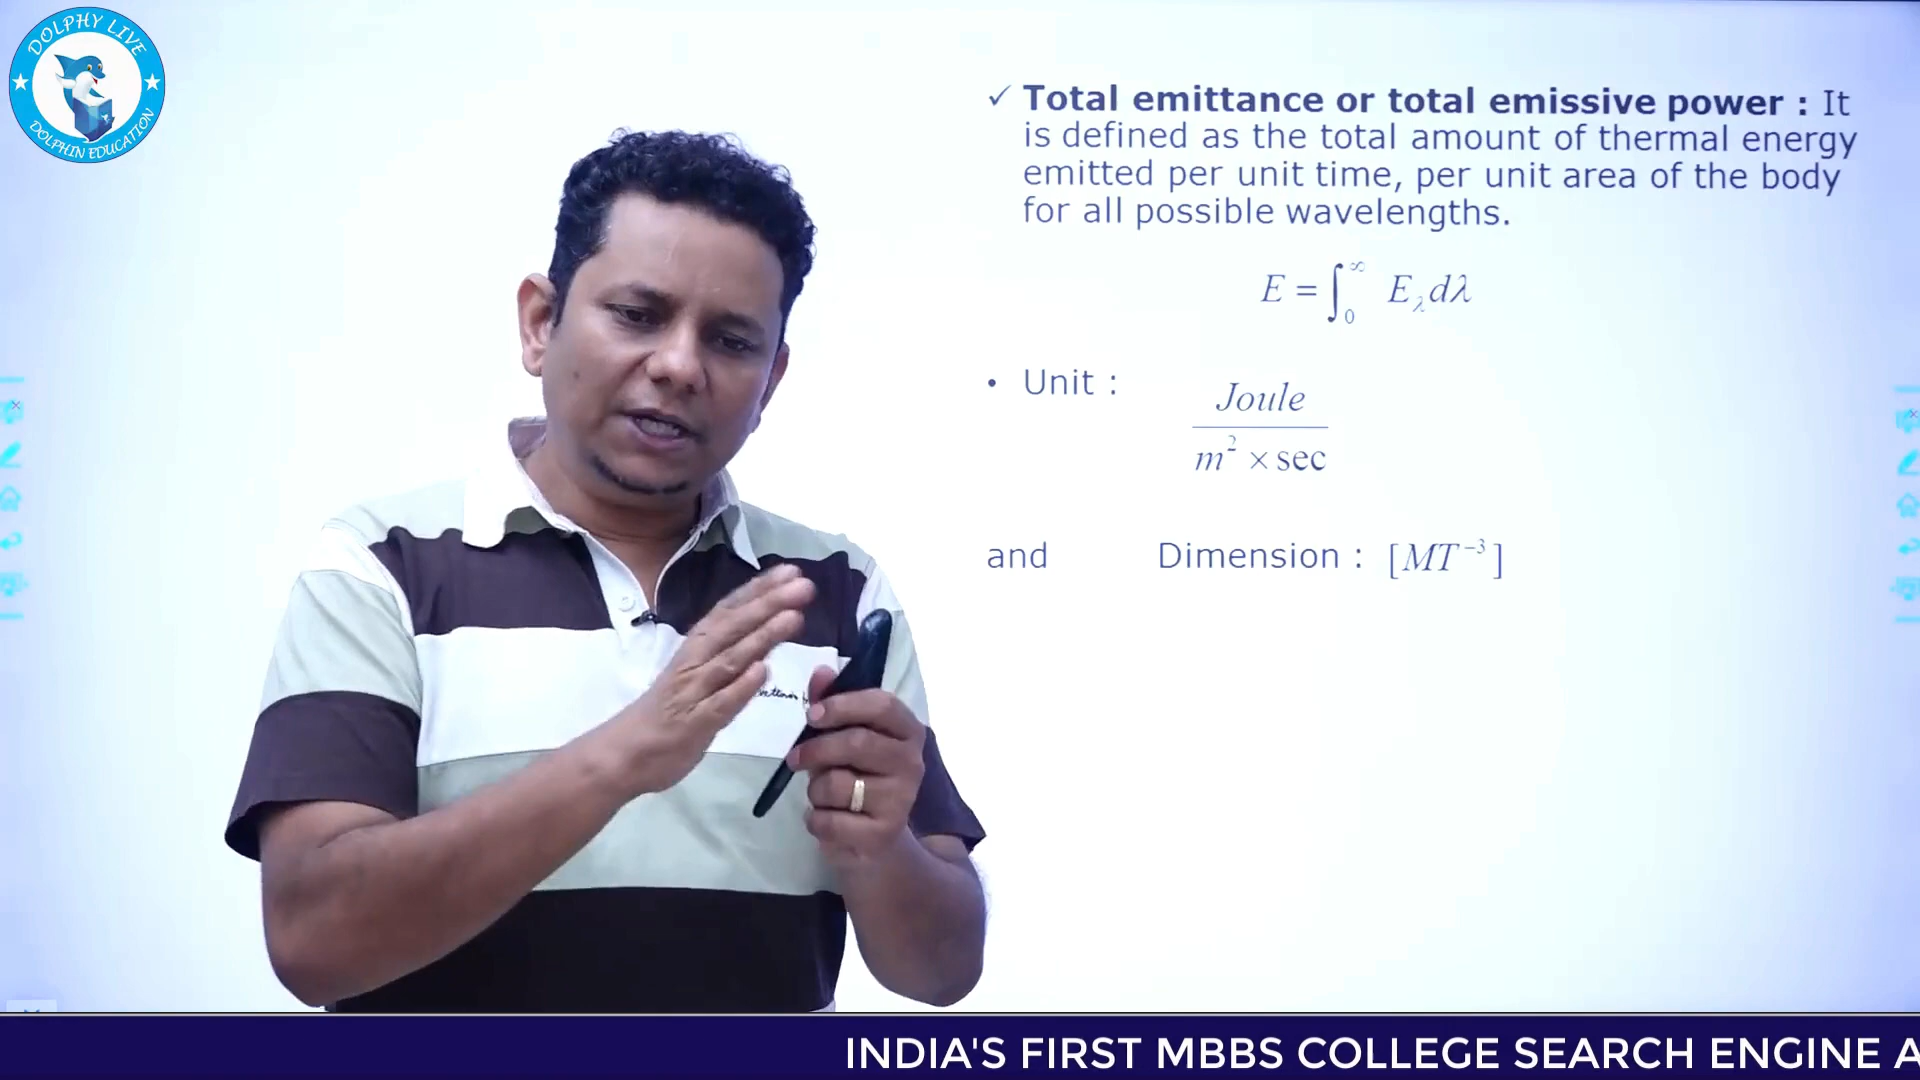 DOLPHY LIVE
DOLPHIN EDUCATION
✓ Total emittance or total emissive power : It
is defined as the total amount of thermal energy
emitted per unit time, per unit area of the body
for all possible wavelengths.
E = ∫₀^∞ E_λ dλ
• Unit :
Joule
m² × sec
and Dimension : [MT⁻³]
INDIA'S FIRST MBBS COLLEGE SEARCH ENGINE A